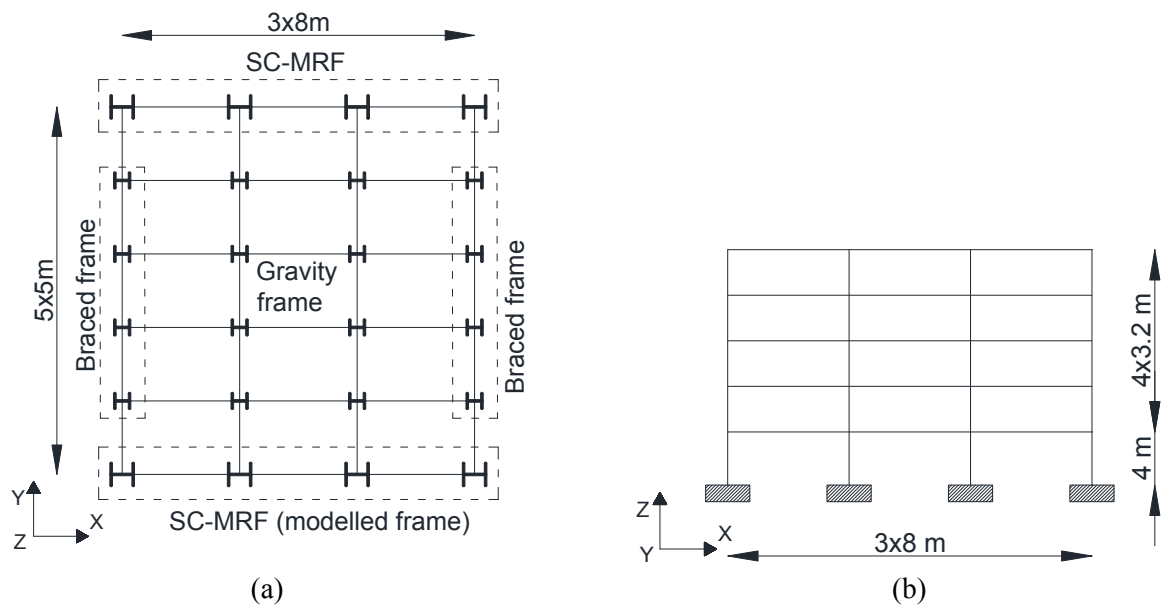 3x8m
SC-MRF
5x5m
Braced frame
Gravity
frame
Braced frame
Y
Z
X
SC-MRF (modelled frame)
(a)
4x3.2 m
4 m
Z
Y
X
3x8 m
(b)